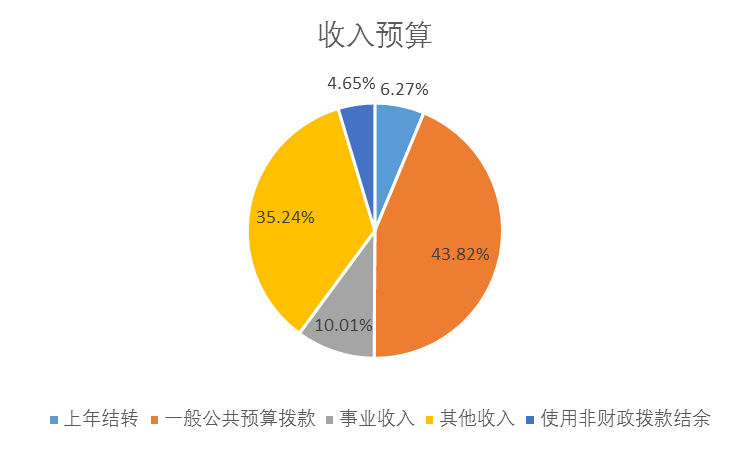 收入预算
4.65%
6.27%
35.24%
43.82%
10.01%
上年结转 一般公共预算拨款 事业收入 其他收入 使用非财政拨款结余